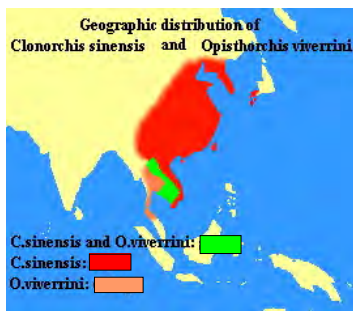 Geographic distribution of
Clonorchis sinensis and Opisthorchis viverrini
C.sinensis and O.viverrini:
C.sinensis:
O.viverrini: